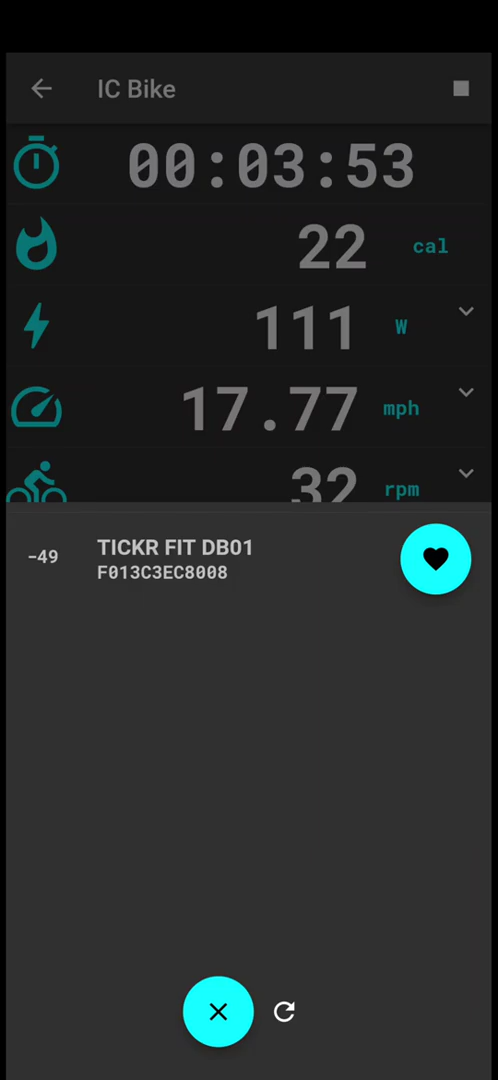 IC Bike
00:03:53
22 cal
111 W
17.77 mph
32 rpm
-49
TICKR FIT DB01
F013C3EC8008